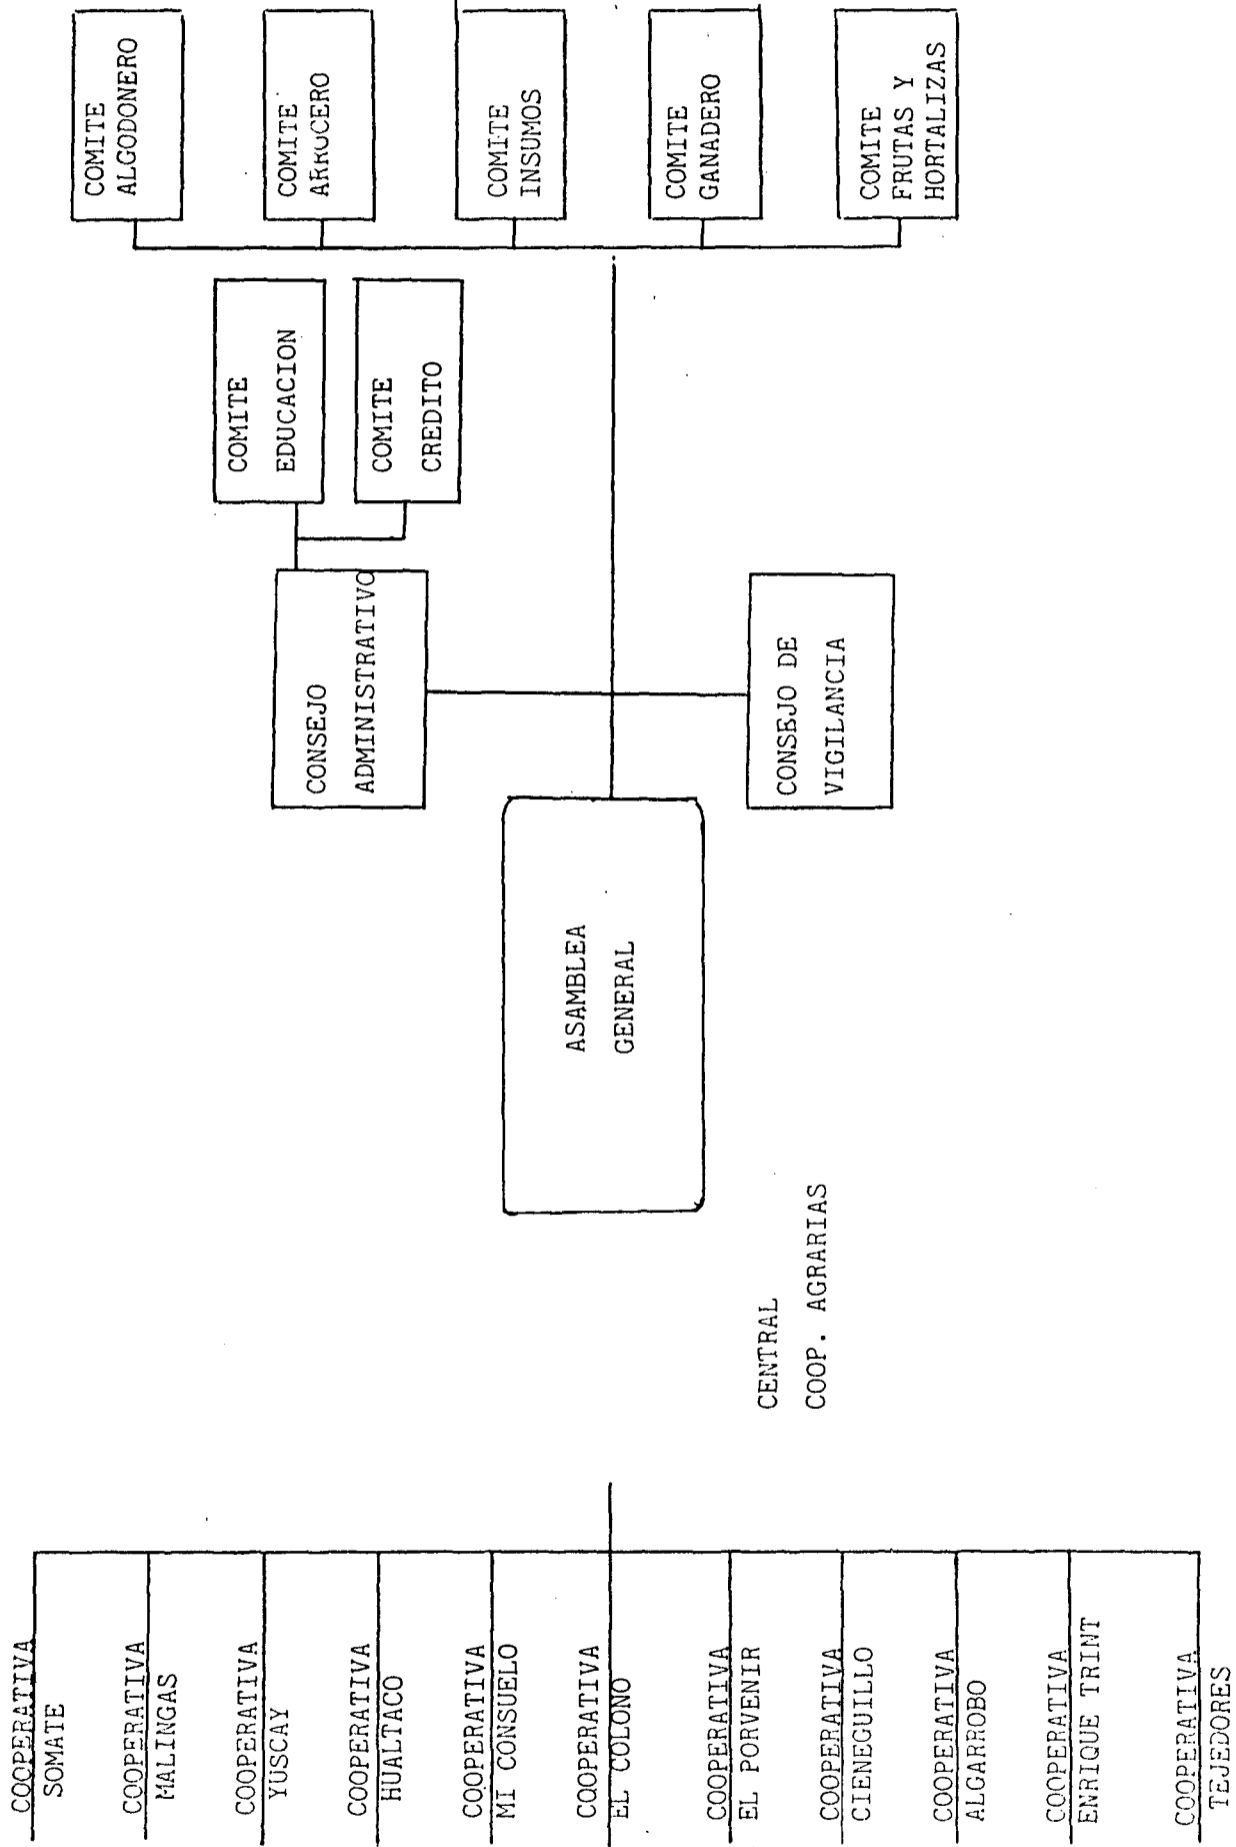 COOPERATIVA
SOMATE
COOPERATIVA
MALINGAS
COOPERATIVA
YUSCAY
COOPERATIVA
HUALTACO
COOPERATIVA
MI CONSUELO
COOPERATIVA
EL COLONO
COOPERATIVA
EL PORVENIR
COOPERATIVA
CIENEGUILLO
COOPERATIVA
ALGARROBO
COOPERATIVA
ENRIQUE TRINT
COOPERATIVA
TEJEDORES
CENTRAL
COOP. AGRARIAS
ASAMBLEA
GENERAL
CONSEJO
ADMINISTRATIVO
CONSEJO DE
VIGILANCIA
COMITE
EDUCACION
COMITE
CREDITO
COMITE
ALGODONERO
COMITE
ARROCERO
COMITE
INSUMOS
COMITE
GANADERO
COMITE
FRUTAS Y
HORTALIZAS